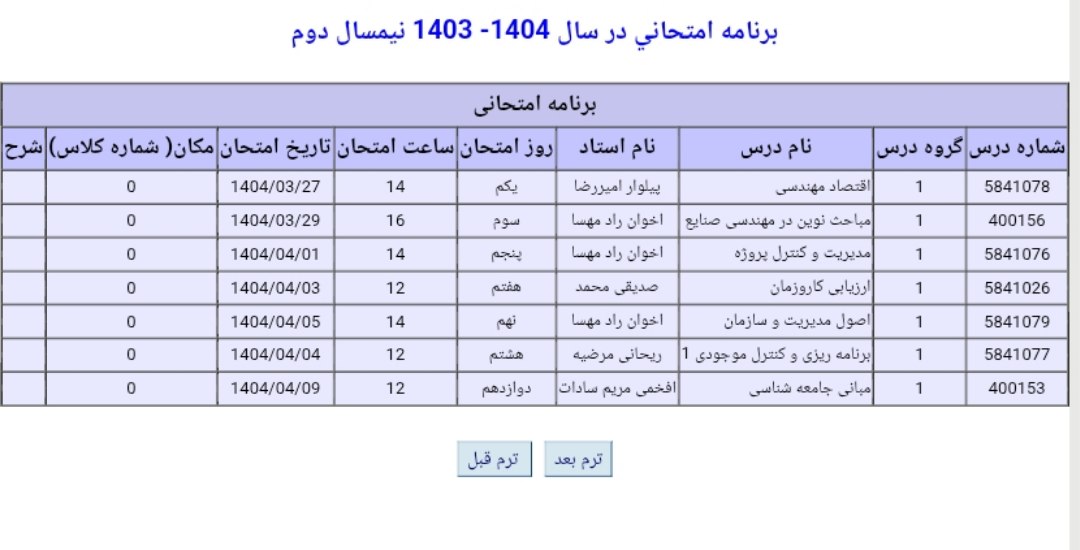 برنامه امتحاني در سال 1404- 1403 نیمسال دوم
برنامه امتحانی
شماره درس گروه درس نام درس نام استاد روز امتحان ساعت امتحان تاریخ امتحان مکان( شماره کلاس) شرح
5841078 1 اقتصاد مهندسی پیلوار امیررضا یکم 14 1404/03/27 0
400156 1 مباحث نوین در مهندسی صنایع اخوان راد مهسا سوم 16 1404/03/29 0
5841076 1 مدیریت و کنترل پروژه اخوان راد مهسا پنجم 14 1404/04/01 0
5841026 1 ارزیابی کاروزمان صدیقی محمد هفتم 12 1404/04/03 0
5841079 1 اصول مدیریت و سازمان اخوان راد مهسا نهم 14 1404/04/05 0
5841077 1 برنامه ریزی و کنترل موجودی 1 ریحانی مرضیه هشتم 12 1404/04/04 0
400153 1 مبانی جامعه شناسی افخمی مریم سادات دوازدهم 12 1404/04/09 0
ترم بعد ترم قبل